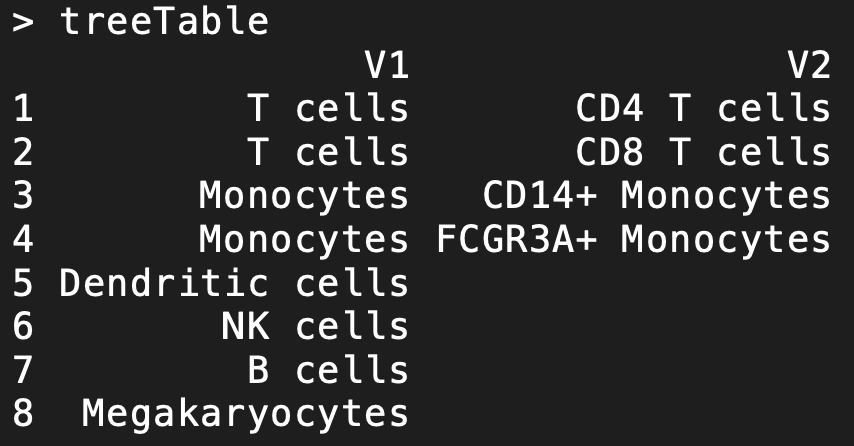 > treeTable
V1 V2
1 T cells CD4 T cells
2 T cells CD8 T cells
3 Monocytes CD14+ Monocytes
4 Monocytes FCGR3A+ Monocytes
5 Dendritic cells
6 NK cells
7 B cells
8 Megakaryocytes